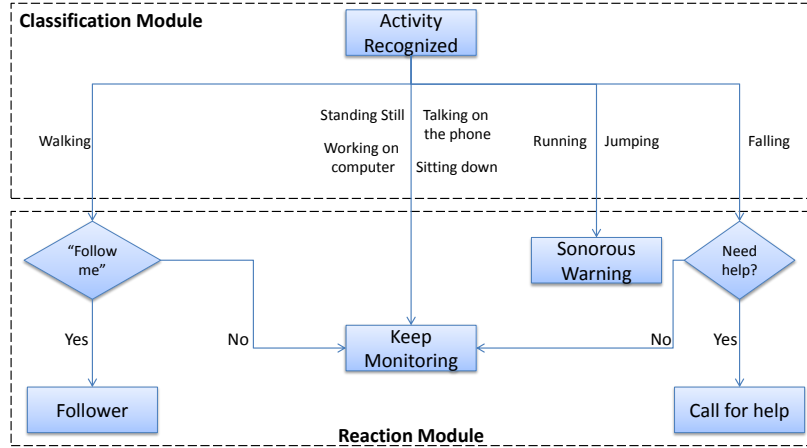 Classification Module
Activity
Recognized
Walking
Standing Still
Talking on
the phone
Working on
computer
Sitting down
Running
Jumping
Falling
"Follow
me"
Sonorous
Warning
Need
help?
Yes
No
Keep
Monitoring
No
Yes
Follower
Call for help
Reaction Module